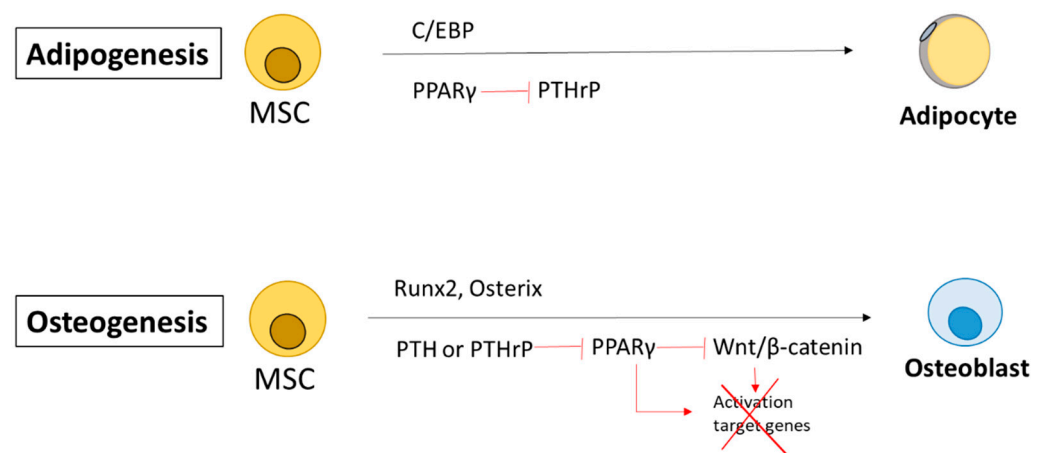 Adipogenesis
MSC
C/EBP
PPARγ
PTHrP
Adipocyte
Osteogenesis
MSC
Runx2, Osterix
PTH or PTHrP
PPARγ
Wnt/β-catenin
Activation
target genes
Osteoblast